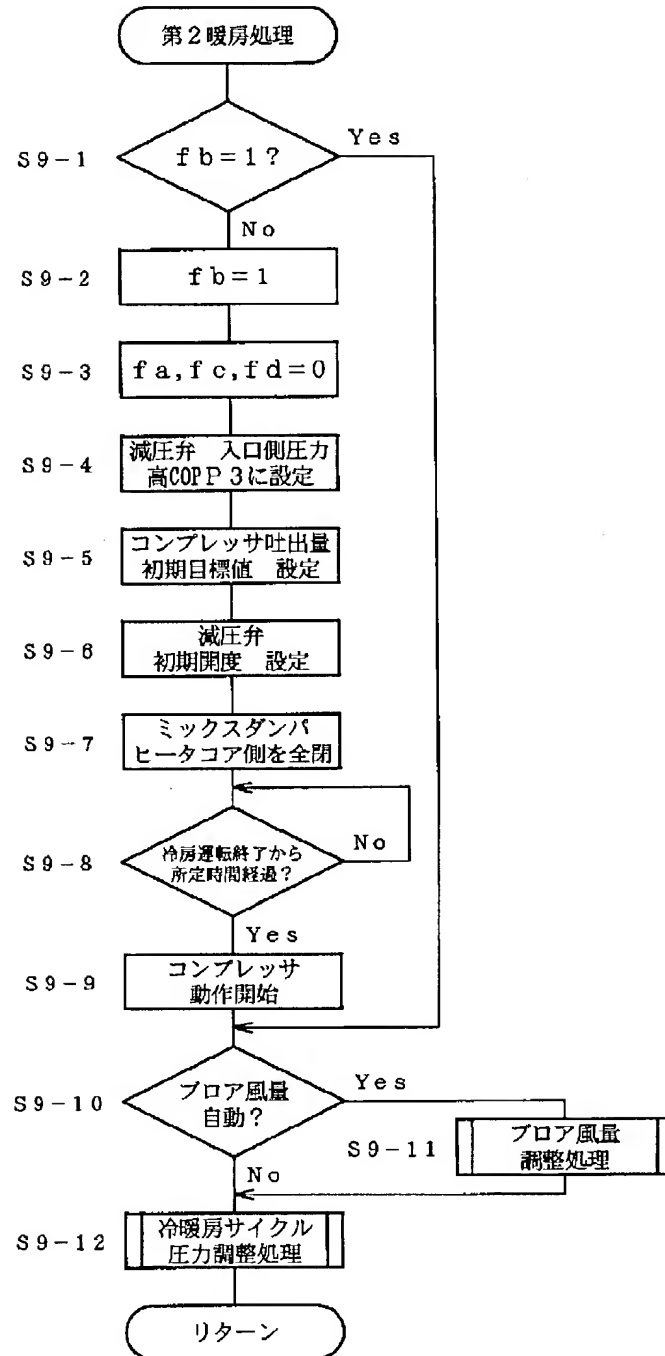 第2暖房処理
Yes
S9-1
fb=1?
No
S9-2
fb=1
S9-3
fa,fc,fd=0
S9-4
減圧弁 入口側圧力
高COPP3に設定
S9-5
コンプレッサ吐出量
初期目標値 設定
S9-6
減圧弁
初期開度 設定
S9-7
ミックスダンパ
ヒータコア側を全閉
No
S9-8
冷房運転終了から
所定時間経過?
Yes
S9-9
コンプレッサ
動作開始
Yes
S9-10
ブロア風量
自動?
S9-11
ブロア風量
調整処理
No
S9-12
冷暖房サイクル
圧力調整処理
リターン